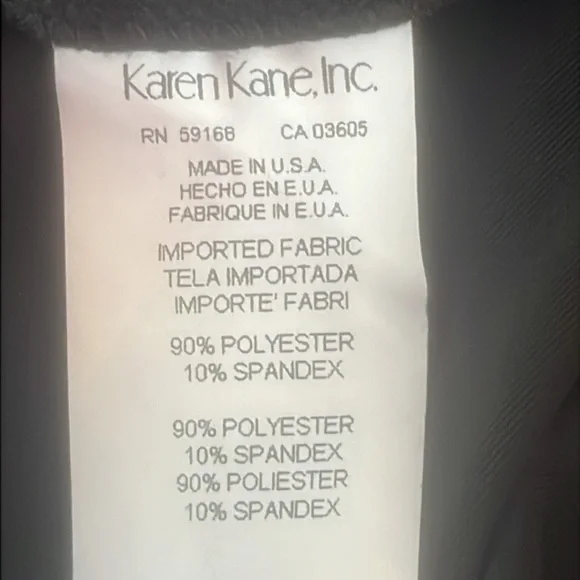 Karen Kane, Inc.
RN 59168 CA 03605
MADE IN U.S.A.
HECHO EN E.U.A.
FABRIQUE IN E.U.A.
IMPORTED FABRIC
TELA IMPORTADA
IMPORTE' FABRI
90% POLYESTER
10% SPANDEX
90% POLYESTER
10% SPANDEX
90% POLIESTER
10% SPANDEX